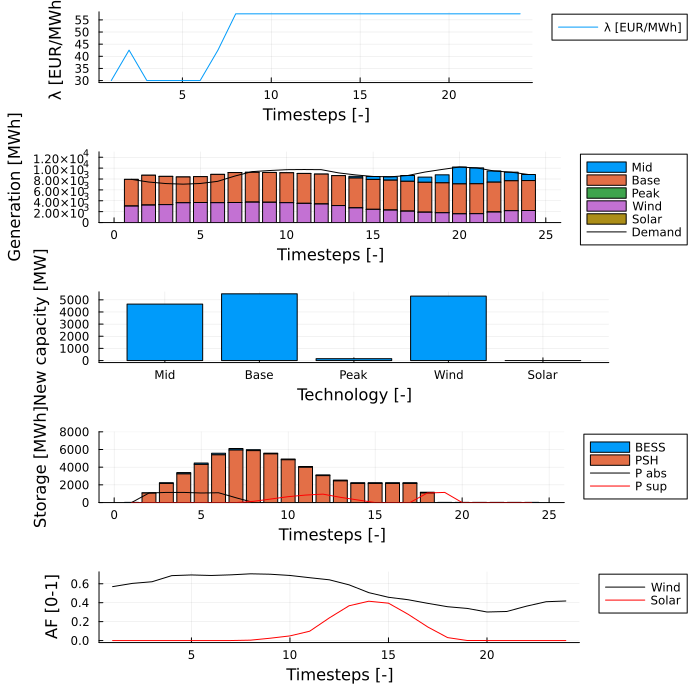 λ [EUR/MWh]
55
50
45
40
35
30
5
10
15
20
Timesteps [-]
λ [EUR/MWh]
Generation [MWh]
1.20×10⁴
1.00×10⁴
8.00×10³
6.00×10³
4.00×10³
2.00×10³
0
0
5
10
15
20
25
Timesteps [-]
Mid
Base
Peak
Wind
Solar
Demand
New capacity [MW]
5000
4000
3000
2000
1000
0
Mid
Base
Peak
Wind
Solar
Technology [-]
Storage [MWh]
8000
6000
4000
2000
0
0
5
10
15
20
25
Timesteps [-]
BESS
PSH
P abs
P sup
AF [0-1]
0.6
0.4
0.2
0.0
5
10
15
20
Timesteps [-]
Wind
Solar